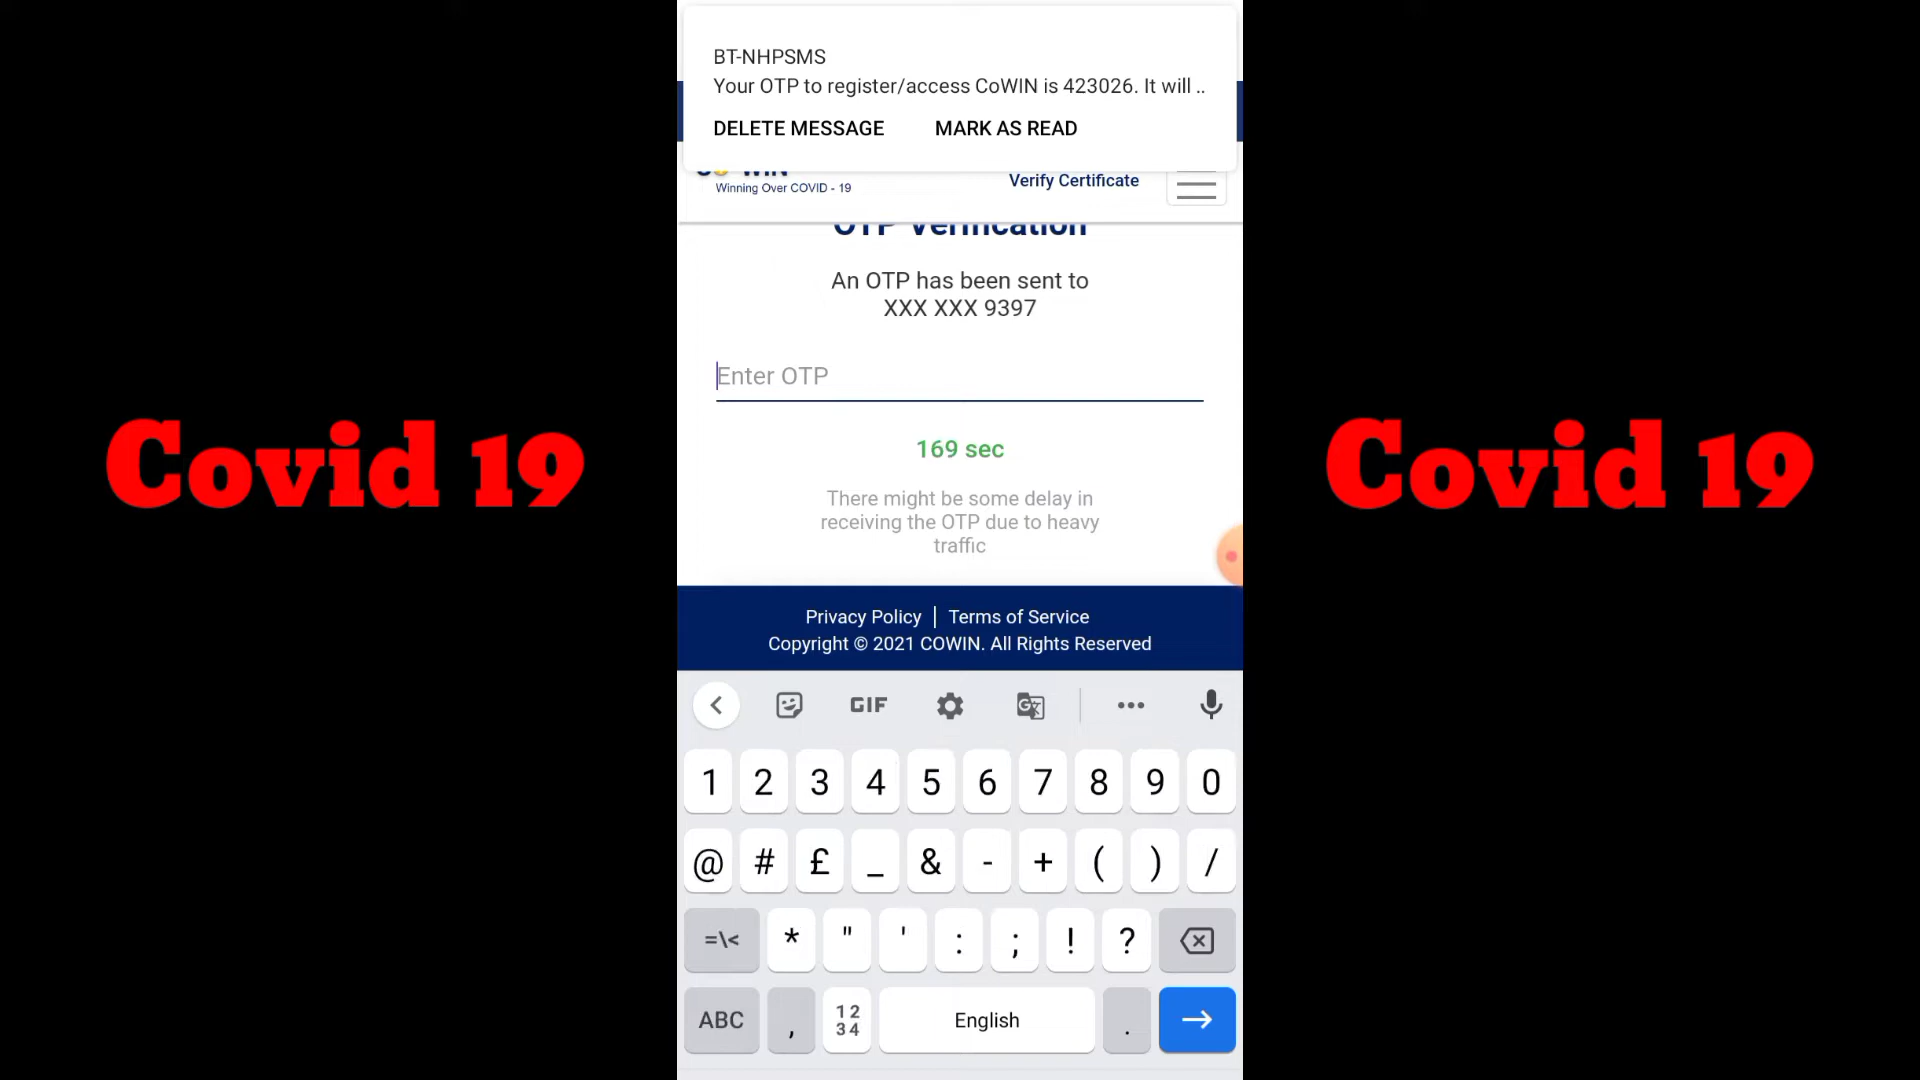 BT-NHPSMS
Your OTP to register/access CoWIN is 423026. It will ..
DELETE MESSAGE MARK AS READ
Covid 19
Winning Over COVID - 19
Verify Certificate
OTP Verification
An OTP has been sent to
XXX XXX 9397
Enter OTP
169 sec
There might be some delay in
receiving the OTP due to heavy
traffic
Covid 19
Privacy Policy | Terms of Service
Copyright © 2021 COWIN. All Rights Reserved
GIF
1 2 3 4 5 6 7 8 9 0
@ # £ _ & - + ( ) /
=\< * " ' : ; ! ?
ABC , 12 34 English .